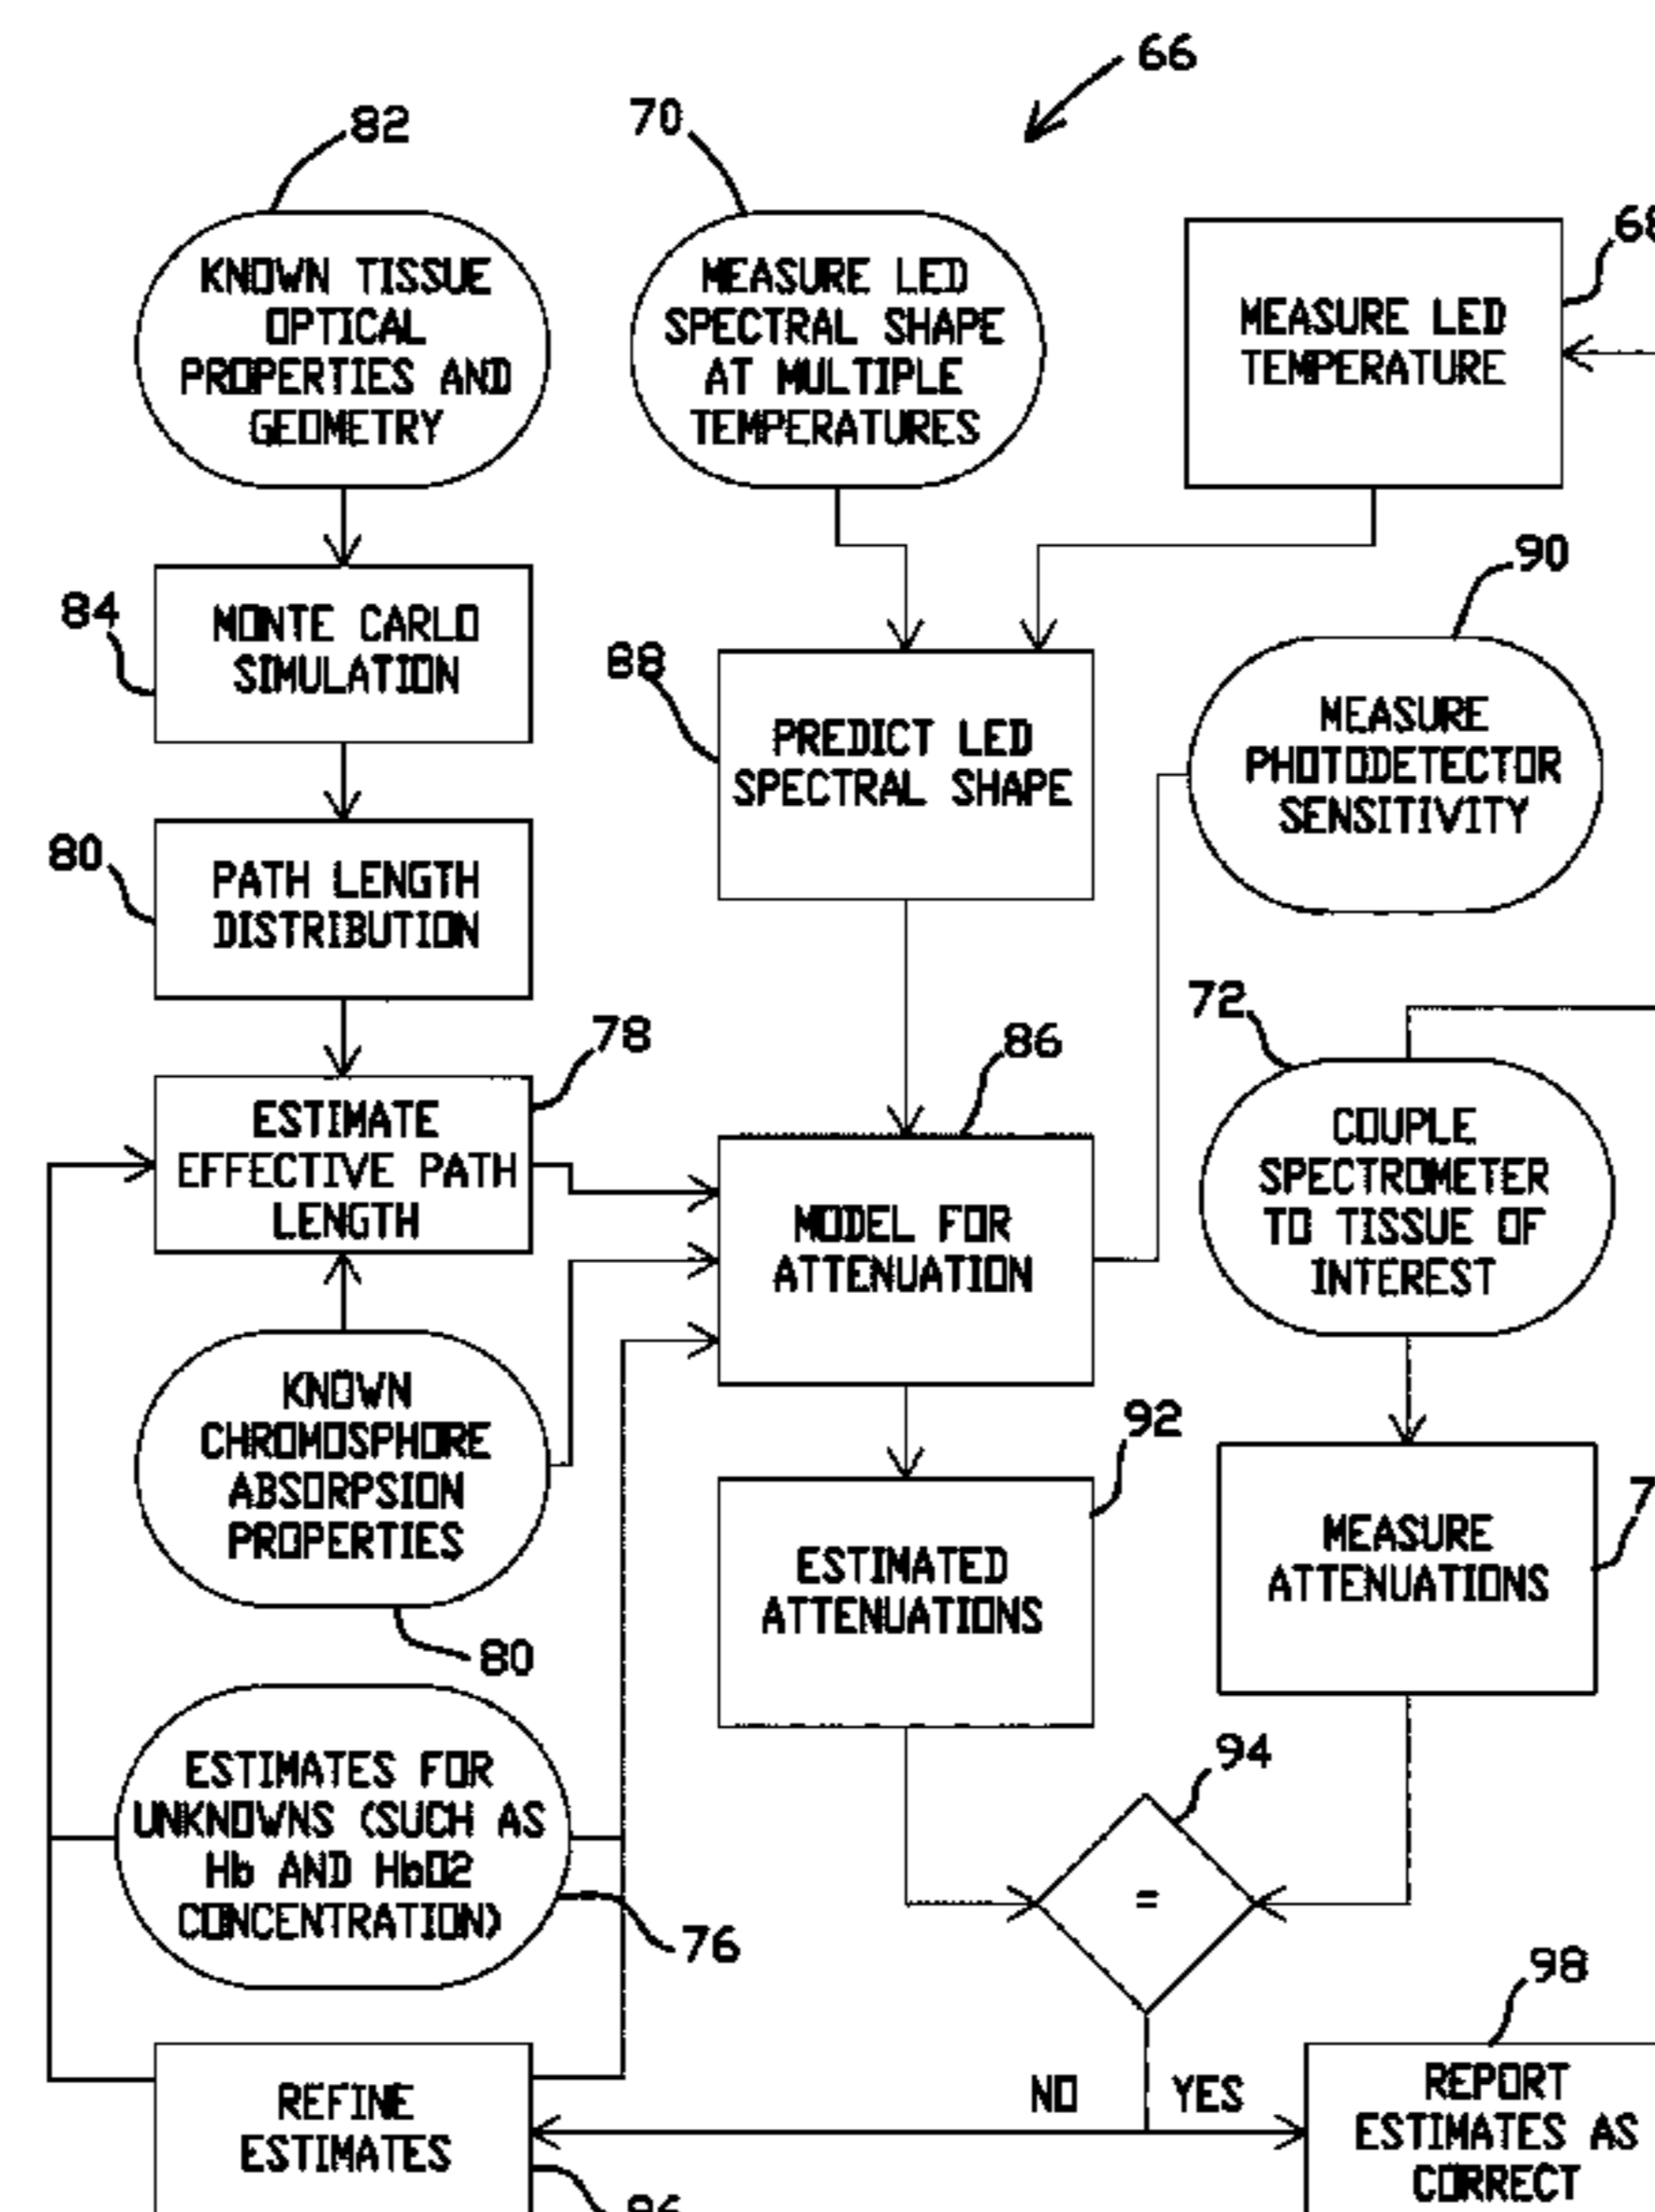 66
82
70
68
KNOWN TISSUE
OPTICAL
PROPERTIES AND
GEOMETRY
MEASURE LED
SPECTRAL SHAPE
AT MULTIPLE
TEMPERATURES
MEASURE LED
TEMPERATURE
90
84
MONTE CARLO
SIMULATION
88
PREDICT LED
SPECTRAL SHAPE
MEASURE
PHOTODETECTOR
SENSITIVITY
80
PATH LENGTH
DISTRIBUTION
72
78
86
ESTIMATE
EFFECTIVE PATH
LENGTH
MODEL FOR
ATTENUATION
COUPLE
SPECTROMETER
TO TISSUE OF
INTEREST
KNOWN
CHROMOSPHORE
ABSORPSION
PROPERTIES
80
92
ESTIMATED
ATTENUATIONS
MEASURE
ATTENUATIONS
7
ESTIMATES FOR
UNKNOWNS (SUCH AS
Hb AND HbO2
CONCENTRATION)
76
94
=
98
NO
YES
REFINE
ESTIMATES
96
REPORT
ESTIMATES AS
CORRECT